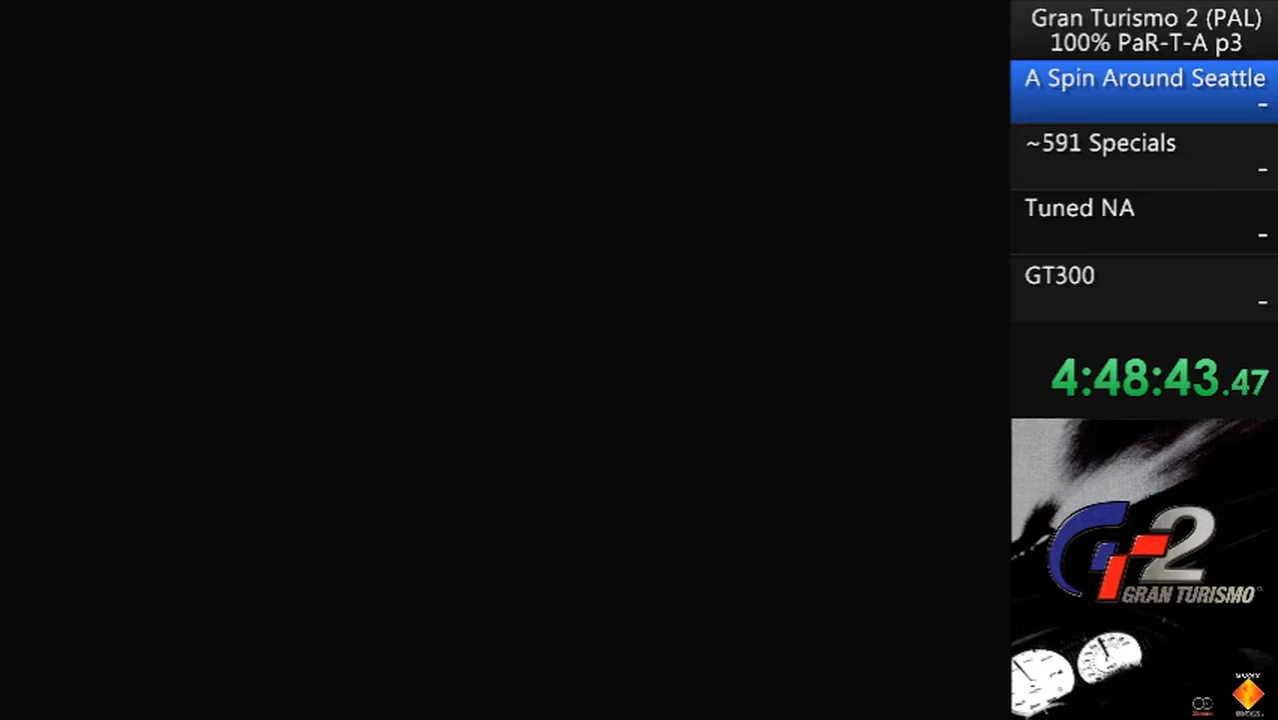 Gran Turismo 2 (PAL)
100% PaR-T-A p3
A Spin Around Seattle
-
~591 Specials
-
Tuned NA
-
GT300
-
4:48:43.47
GT2
GRAN TURISMO
SONY